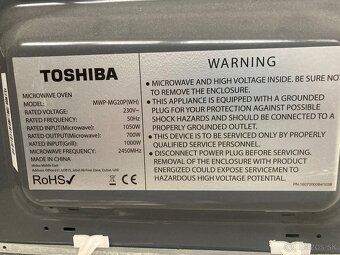 TOSHIBA
MICROWAVE OVEN
MODEL: MWP-MG20P(WH)
RATED VOLTAGE: 230V~
RATED FREQUENCY: 50Hz
RATED INPUT(Microwave): 1050W
RATED OUTPUT(Microwave): 700W
RATED INPUT(Grill): 1000W
MICROWAVE FREQUENCY: 2450MHz
MADE IN CHINA
RoHS
WARNING
• MICROWAVE AND HIGH VOLTAGE INSIDE. DO NOT
REMOVE THE ENCLOSURE.
• THIS APPLIANCE IS EQUIPPED WITH A GROUNDED
PLUG FOR YOUR PROTECTION AGAINST POSSIBLE
SHOCK HAZARDS AND SHOULD BE CONNECTED TO A
PROPERLY GROUNDED OUTLET.
• THIS DEVICE IS TO BE SERVICED ONLY BY
PROPERLY QUALIFIED SERVICE PERSONNEL.
• DISCONNECT POWER PLUG BEFORE SERVICING.
REMOVAL OF THE ENCLOSURE WITH THE PRODUCT
ENERGIZED COULD EXPOSE SERVICER TO
HAZARDOUS HIGH VOLTAGE POTENTIAL.